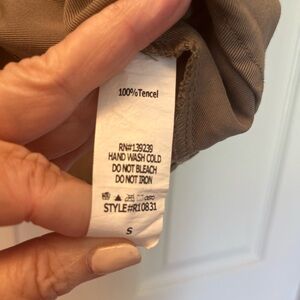 100%Tencel
RN#139239
HAND WASH COLD
DO NOT BLEACH
DO NOT IRON
STYLE#R10831
S